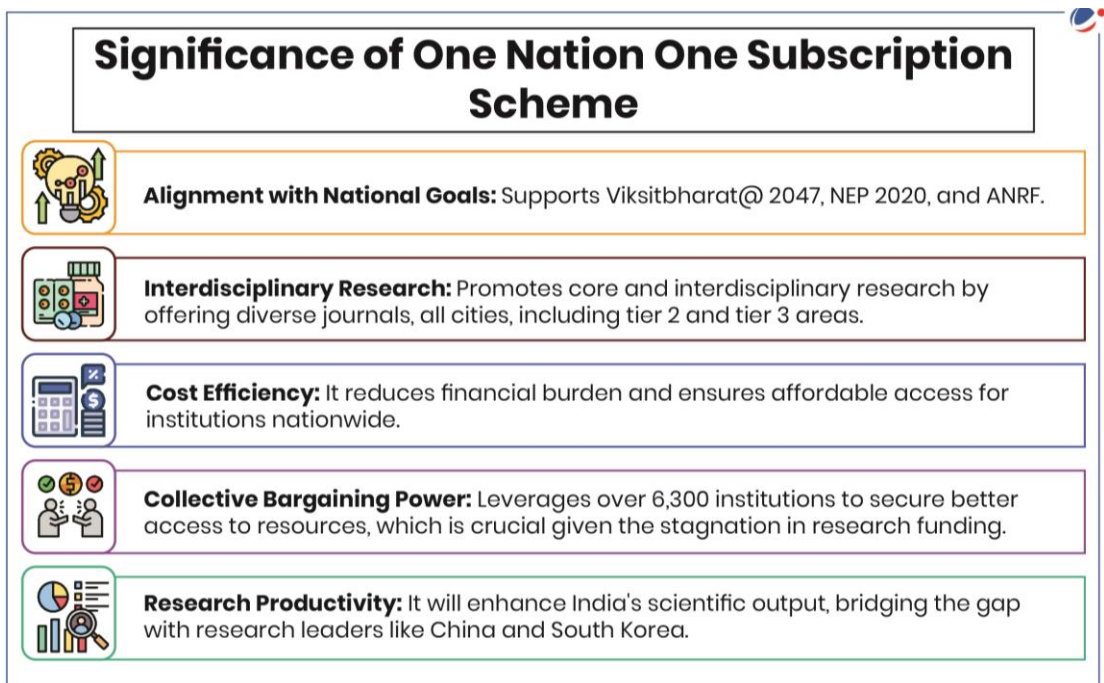 Significance of One Nation One Subscription
Scheme
Alignment with National Goals: Supports Viksitbharat@ 2047, NEP 2020, and ANRF.
Interdisciplinary Research: Promotes core and interdisciplinary research by
offering diverse journals, all cities, including tier 2 and tier 3 areas.
Cost Efficiency: It reduces financial burden and ensures affordable access for
institutions nationwide.
Collective Bargaining Power: Leverages over 6,300 institutions to secure better
access to resources, which is crucial given the stagnation in research funding.
Research Productivity: It will enhance India's scientific output, bridging the gap
with research leaders like China and South Korea.